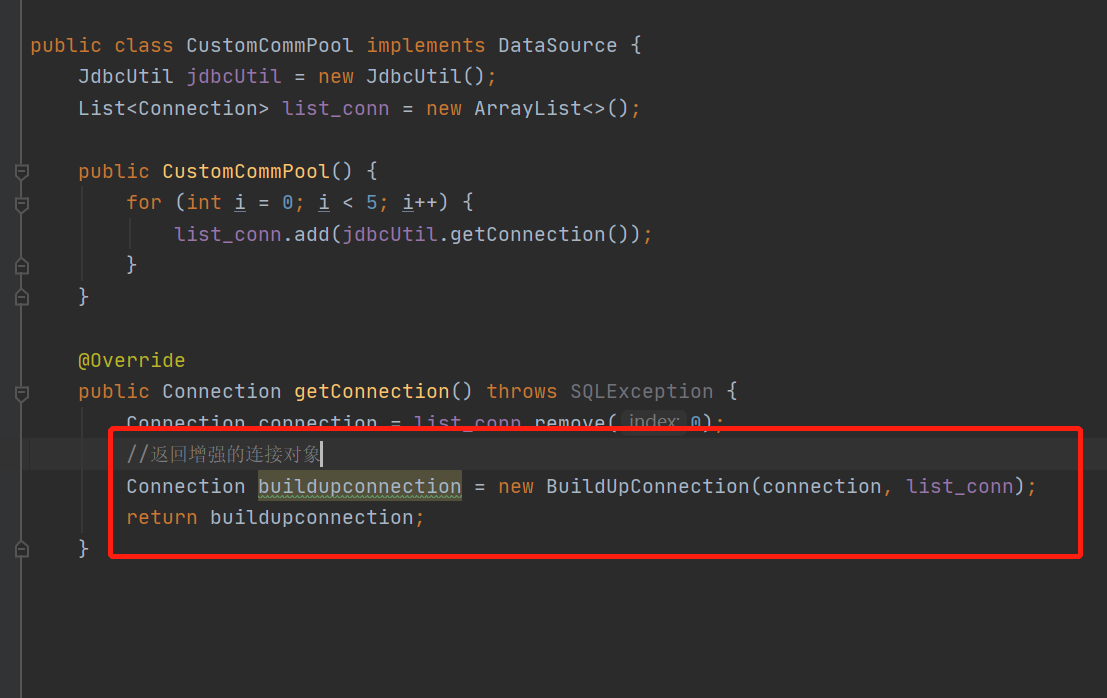 public class CustomCommPool implements DataSource {
JdbcUtil jdbcUtil = new JdbcUtil();
List<Connection> list_conn = new ArrayList<>();
public CustomCommPool() {
for (int i = 0; i < 5; i++) {
list_conn.add(jdbcUtil.getConnection());
}
}
@Override
public Connection getConnection() throws SQLException {
Connection connection = list_conn.remove( index: 0);
//返回增强的连接对象
Connection buildupconnection = new BuildUpConnection(connection, list_conn);
return buildupconnection;
}